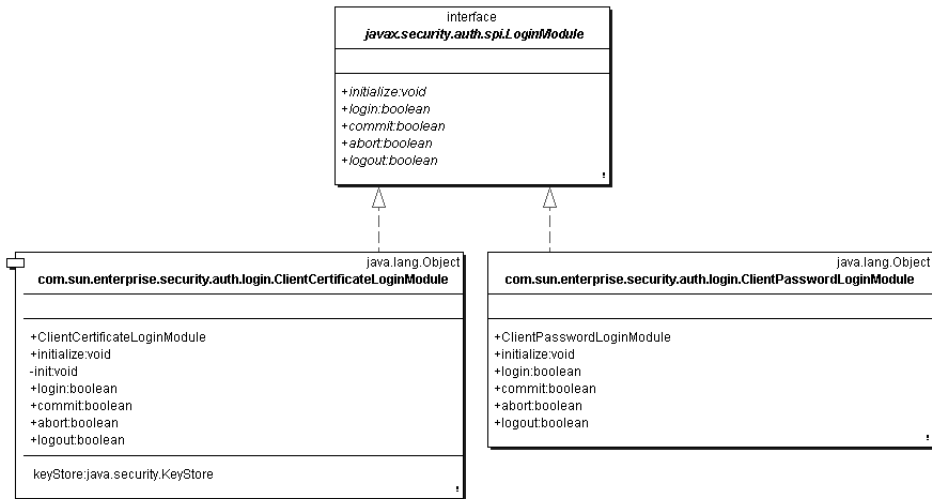 interface
javax.security.auth.spi.LoginModule
+initialize:void
+login:boolean
+commit:boolean
+abort:boolean
+logout:boolean
java.lang.Object
com.sun.enterprise.security.auth.login.ClientCertificateLoginModule
+ClientCertificateLoginModule
+initialize:void
-init:void
+login:boolean
+commit:boolean
+abort:boolean
+logout:boolean
keyStore:java.security.KeyStore
java.lang.Object
com.sun.enterprise.security.auth.login.ClientPasswordLoginModule
+ClientPasswordLoginModule
+initialize:void
+login:boolean
+commit:boolean
+abort:boolean
+logout:boolean